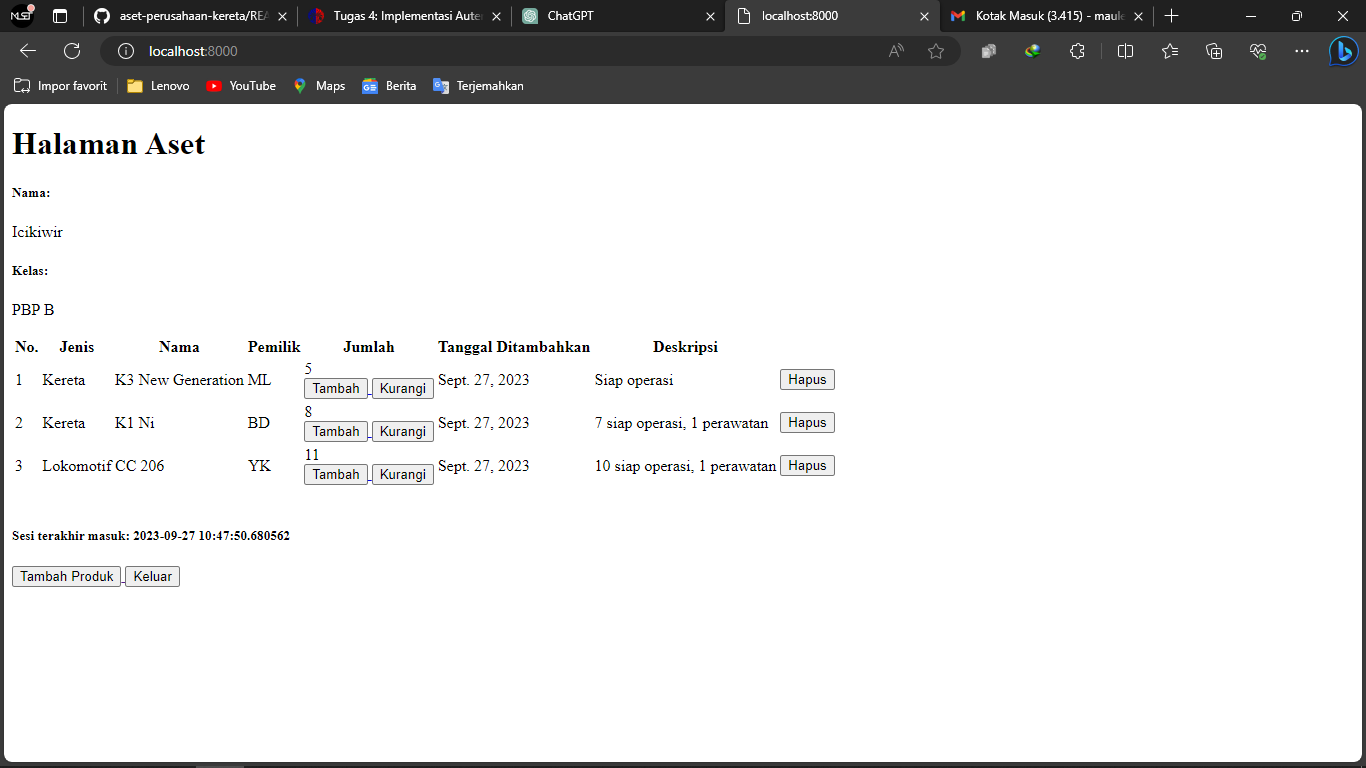 aset-perusahaan-kereta/REA
Tugas 4: Implementasi Aute
ChatGPT
localhost:8000
Kotak Masuk (3.415) - maule
localhost:8000
Impor favorit
Lenovo
YouTube
Maps
Berita
Terjemahkan
Halaman Aset
Nama:
Icikiwir
Kelas:
PBP B
No. Jenis Nama Pemilik Jumlah Tanggal Ditambahkan Deskripsi
1 Kereta K3 New Generation ML 5 Tambah Kurangi Sept. 27, 2023 Siap operasi Hapus
2 Kereta K1 Ni BD 8 Tambah Kurangi Sept. 27, 2023 7 siap operasi, 1 perawatan Hapus
3 Lokomotif CC 206 YK 11 Tambah Kurangi Sept. 27, 2023 10 siap operasi, 1 perawatan Hapus
Sesi terakhir masuk: 2023-09-27 10:47:50.680562
Tambah Produk Keluar